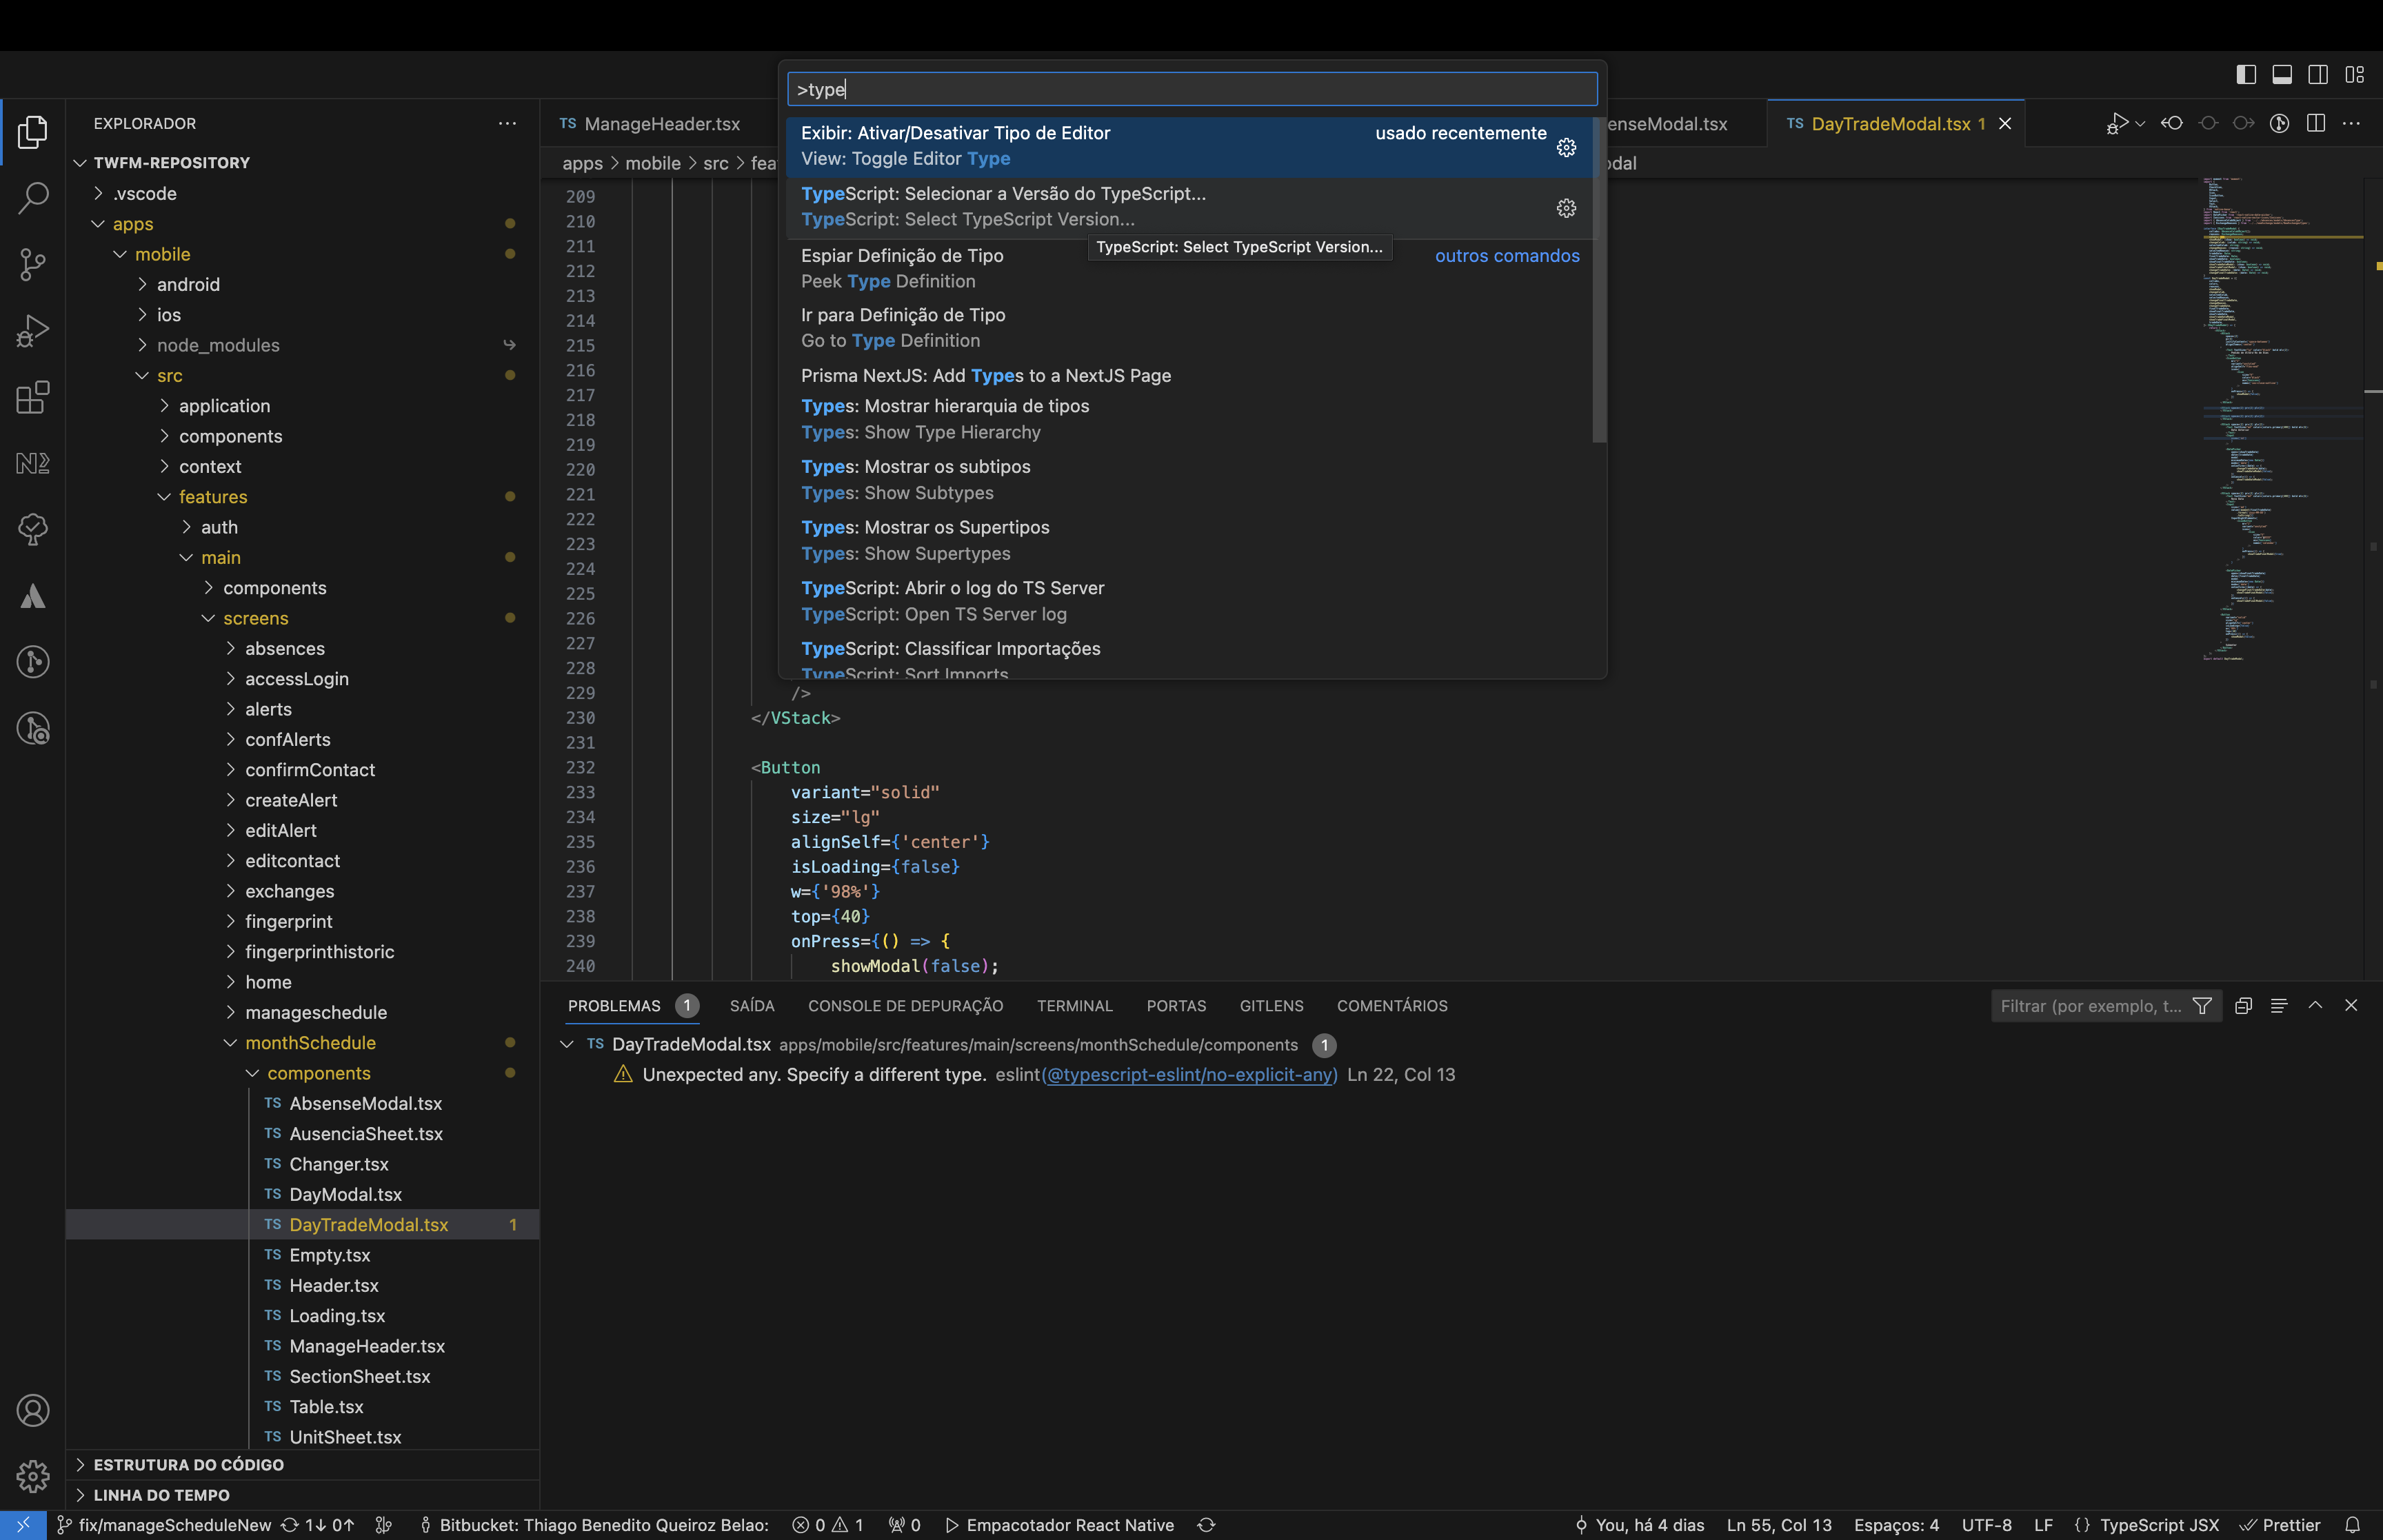 >type
Exibir: Ativar/Desativar Tipo de Editor
usado recentemente
View: Toggle Editor Type
TypeScript: Selecionar a Versão do TypeScript...
TypeScript: Select TypeScript Version...
TypeScript: Select TypeScript Version...
Espiar Definição de Tipo
outros comandos
Peek Type Definition
Ir para Definição de Tipo
Go to Type Definition
Prisma NextJS: Add Types to a NextJS Page
Types: Mostrar hierarquia de tipos
Types: Show Type Hierarchy
Types: Mostrar os subtipos
Types: Show Subtypes
Types: Mostrar os Supertipos
Types: Show Supertypes
TypeScript: Abrir o log do TS Server
TypeScript: Open TS Server log
TypeScript: Classificar Importações
TypeScript: Sort Imports
EXPLORADOR
TWFM-REPOSITORY
.vscode
apps
mobile
android
ios
node_modules
src
application
components
context
features
auth
main
components
screens
absences
accessLogin
alerts
confAlerts
confirmContact
createAlert
editAlert
editcontact
exchanges
fingerprint
fingerprinthistoric
home
manageschedule
monthSchedule
components
TS AbsenseModal.tsx
TS AusenciaSheet.tsx
TS Changer.tsx
TS DayModal.tsx
TS DayTradeModal.tsx 1
TS Empty.tsx
TS Header.tsx
TS Loading.tsx
TS ManageHeader.tsx
TS SectionSheet.tsx
TS Table.tsx
TS UnitSheet.tsx
ESTRUTURA DO CÓDIGO
LINHA DO TEMPO
TS ManageHeader.tsx
enseModal.tsx
TS DayTradeModal.tsx 1
apps > mobile > src > fea
odal
209
210
211
212
213
214
215
216
217
218
219
220
221
222
223
224
225
226
227
228
229 />
230 </VStack>
231
232 <Button
233 variant="solid"
234 size="lg"
235 alignSelf={'center'}
236 isLoading={false}
237 w={'98%'}
238 top={40}
239 onPress={() => {
240 showModal(false);
PROBLEMAS 1
SAÍDA
CONSOLE DE DEPURAÇÃO
TERMINAL
PORTAS
GITLENS
COMENTÁRIOS
Filtrar (por exemplo, t...
TS DayTradeModal.tsx apps/mobile/src/features/main/screens/monthSchedule/components 1
Unexpected any. Specify a different type. eslint(@typescript-eslint/no-explicit-any) Ln 22, Col 13
fix/manageScheduleNew 1↓ 0↑
Bitbucket: Thiago Benedito Queiroz Belao:
0 1
0
Empacotador React Native
You, há 4 dias
Ln 55, Col 13
Espaços: 4
UTF-8
LF
{} TypeScript JSX
Prettier